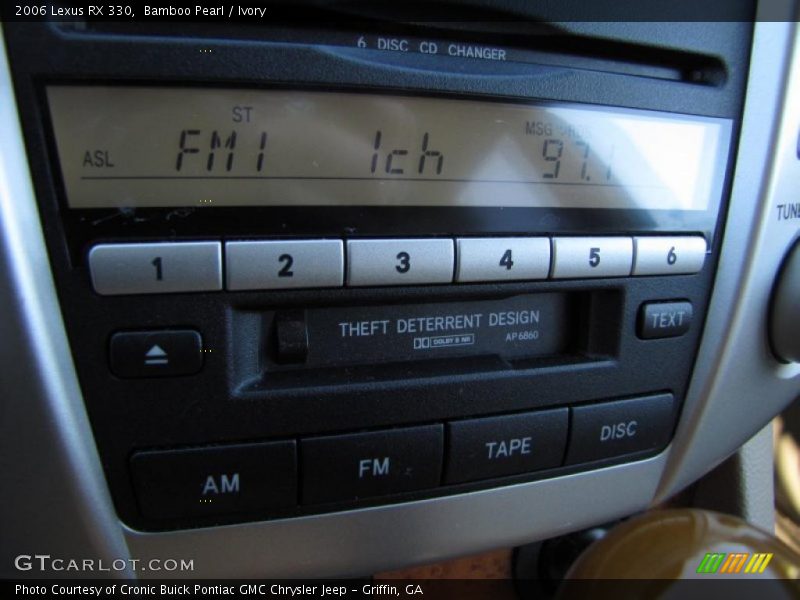 2006 Lexus RX 330, Bamboo Pearl / Ivory
6 DISC CD CHANGER
ST
MSG
ASL FM1 1ch 97.1
TUNE
1 2 3 4 5 6
THEFT DETERRENT DESIGN
DOLBY B NR AP6860
TEXT
AM FM TAPE DISC
GTCARLOT.COM
Photo Courtesy of Cronic Buick Pontiac GMC Chrysler Jeep - Griffin, GA